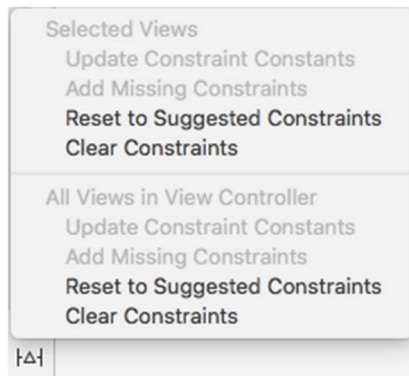 Selected Views
Update Constraint Constants
Add Missing Constraints
Reset to Suggested Constraints
Clear Constraints
All Views in View Controller
Update Constraint Constants
Add Missing Constraints
Reset to Suggested Constraints
Clear Constraints